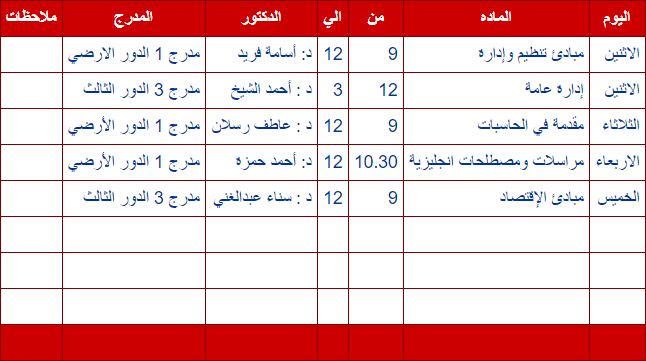 اليوم الماده من الي الدكتور المدرج ملاحظات
الاثنين مبادئ تنظيم وإدارة 9 12 د: أسامة فريد مدرج 1 الدور الارضي
الاثنين إدارة عامة 12 3 د : أحمد الشيخ مدرج 3 الدور الثالث
الثلاثاء مقدمة في الحاسبات 9 12 د : عاطف رسلان مدرج 1 الدور الأرضي
الاربعاء مراسلات ومصطلحات انجليزية 10.30 12 د: أحمد حمزة مدرج 1 الدور الأرضي
الخميس مبادئ الإقتصاد 9 12 د : سناء عبدالغني مدرج 3 الدور الثالث